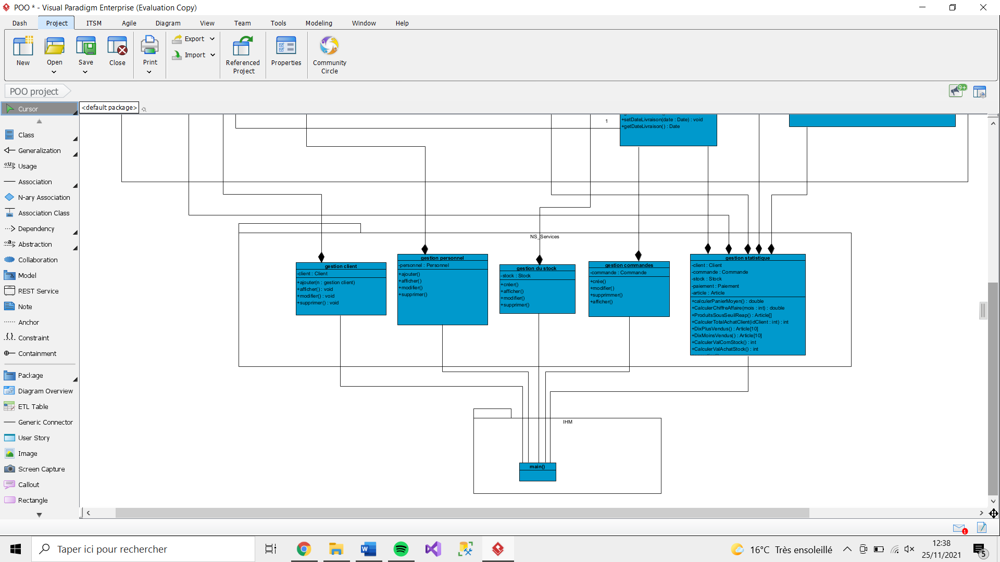 POO * - Visual Paradigm Enterprise (Evaluation Copy)
Dash Project ITSM Agile Diagram View Team Tools Modeling Window Help
New
Open
Save
Close
Print
Export
Import
Referenced
Project
Properties
Community
Circle
POO project
9+
Cursor
<default package>
Class
Generalization
Usage
Association
N-ary Association
Association Class
Dependency
Abstraction
Collaboration
Model
REST Service
Note
Anchor
Constraint
Containment
Package
Diagram Overview
ETL Table
Generic Connector
User Story
Image
Screen Capture
Callout
Rectangle
1
+setDateLivraison(date : Date) : void
+getDateLivraison() : Date
NS_Services
gestion client
-client : Client
+ajouter(n : gestion client)
+afficher() : void
+modifier() : void
+supprimer() : void
gestion personnel
-personnel : Personnel
+ajouter()
+afficher()
+modifier()
+supprimer()
gestion du stock
-stock : Stock
+créer()
+afficher()
+modifier()
+supprimer()
gestion commandes
-commande : Commande
+crée()
+modifier()
+supprimmer()
+afficher()
gestion statistique
-client : Client
-commande : Commande
-stock : Stock
-paiement : Paiement
-article : Article
+calculerPanierMoyen() : double
+CalculerChiffreAffaire(mois : int) : double
+ProduitsSousSeuilReap() : Article[]
+CalculerTotalAchatClient(idClient : int) : int
+DixPlusVendus() : Article[10]
+DixMoinsVendus() : Article[10]
+CalculerValComStock() : int
+CalculerValAchatStock() : int
IHM
main()
1
Taper ici pour rechercher
16°C Très ensoleillé
12:38
25/11/2021
5